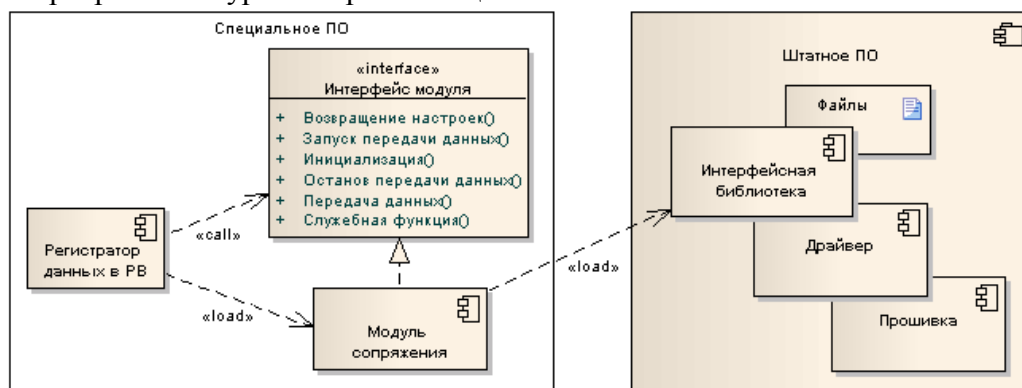 Специальное ПО
«interface»
Интерфейс модуля
+ Возвращение настроек()
+ Запуск передачи данных()
+ Инициализация()
+ Останов передачи данных()
+ Передача данных()
+ Служебная функция()
«call»
Регистратор
данных в РВ
«load»
Модуль
сопряжения
«load»
Штатное ПО
Файлы
Интерфейсная
библиотека
Драйвер
Прошивка